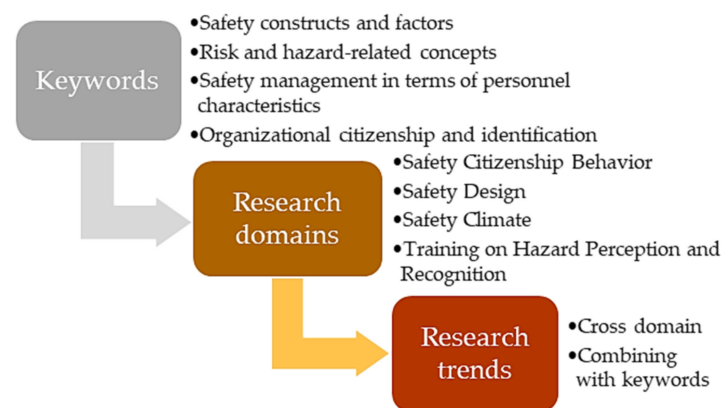 Keywords
•Safety constructs and factors
•Risk and hazard-related concepts
•Safety management in terms of personnel
characteristics
•Organizational citizenship and identification
Research
domains
•Safety Citizenship Behavior
•Safety Design
•Safety Climate
•Training on Hazard Perception and
Recognition
Research
trends
•Cross domain
•Combining
with keywords